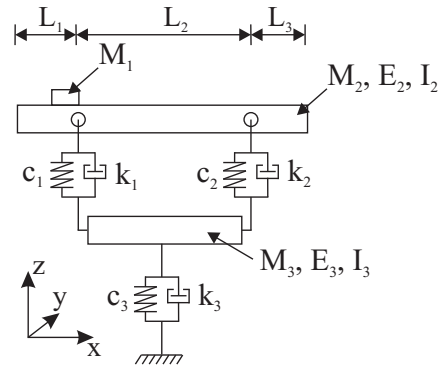 L₁ L₂ L₃
M₁
M₂, E₂, I₂
c₁ k₁ c₂ k₂
M₃, E₃, I₃
c₃ k₃
z
y
x